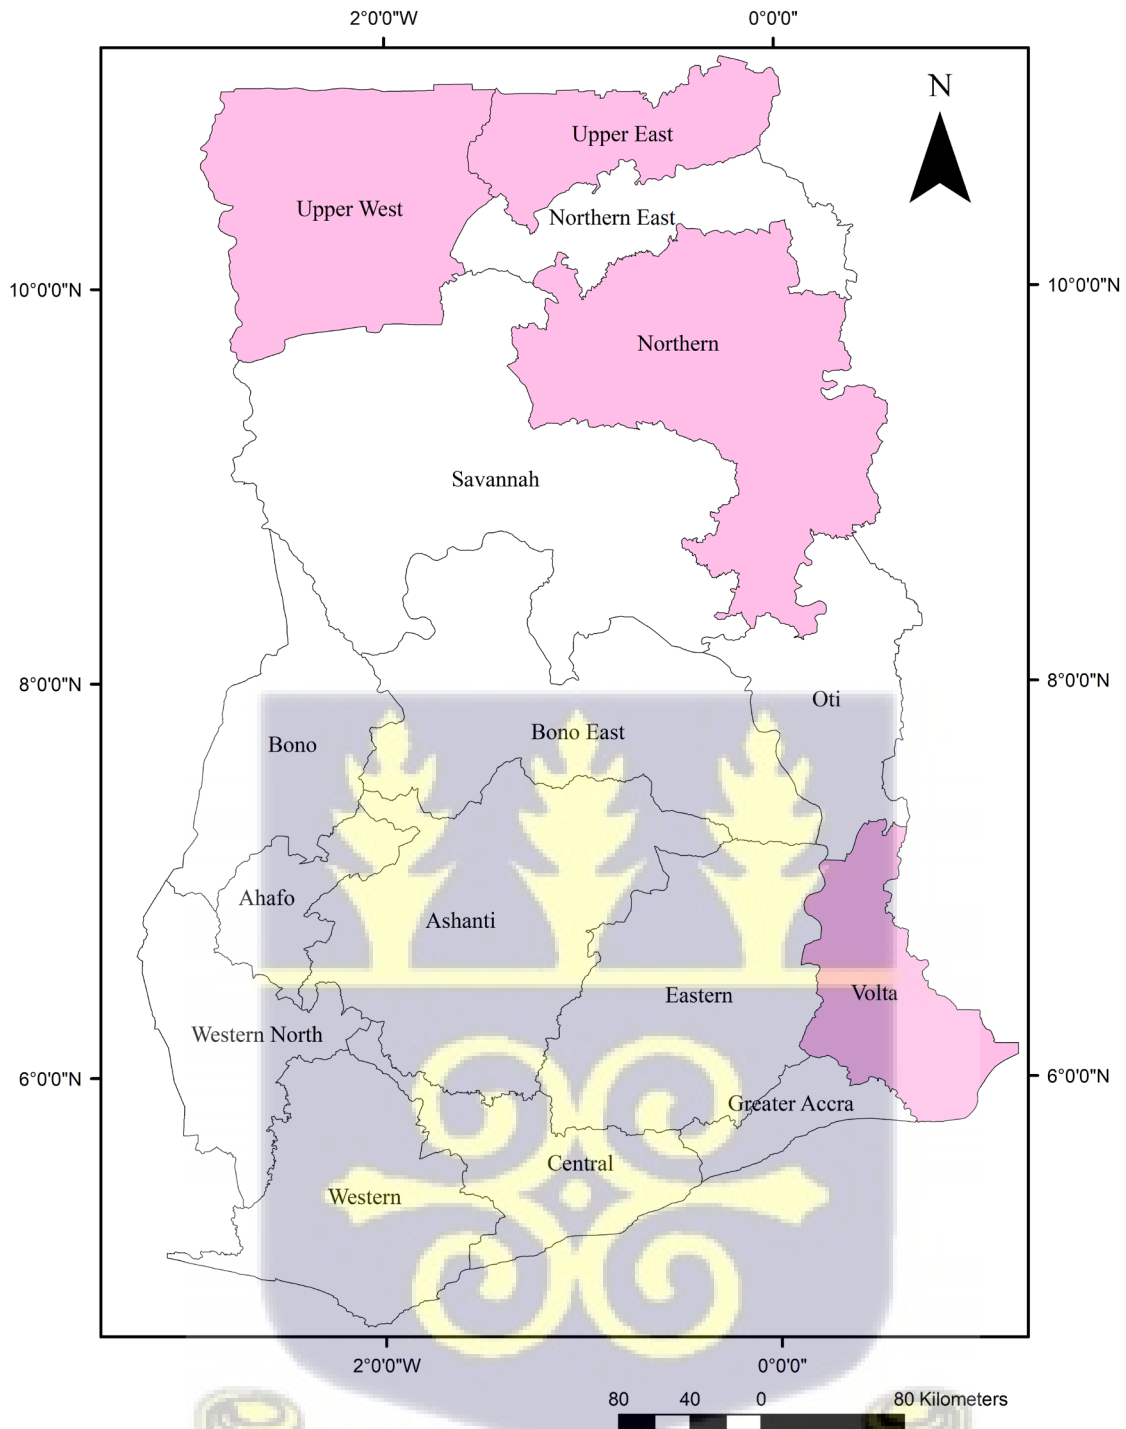 2°0'0"W
0°0'0"
N
Upper East
Upper West
Northern East
10°0'0"N
10°0'0"N
Northern
Savannah
8°0'0"N
8°0'0"N
Oti
Bono East
Bono
Ahafo
Ashanti
Volta
Eastern
Western North
6°0'0"N
6°0'0"N
Greater Accra
Central
Western
2°0'0"W
0°0'0"
80 40 0 80 Kilometers